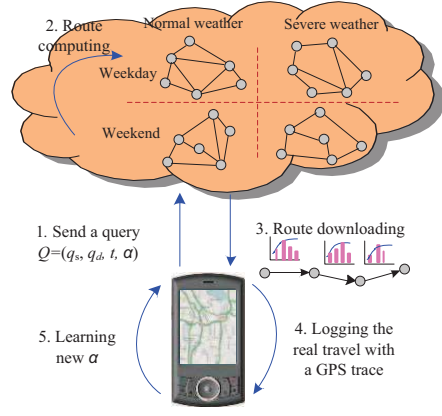 2. Route
computing
Normal weather
Severe weather
Weekday
Weekend
1. Send a query
Q=(qs, qd, t, α)
3. Route downloading
5. Learning
new α
4. Logging the
real travel with
a GPS trace